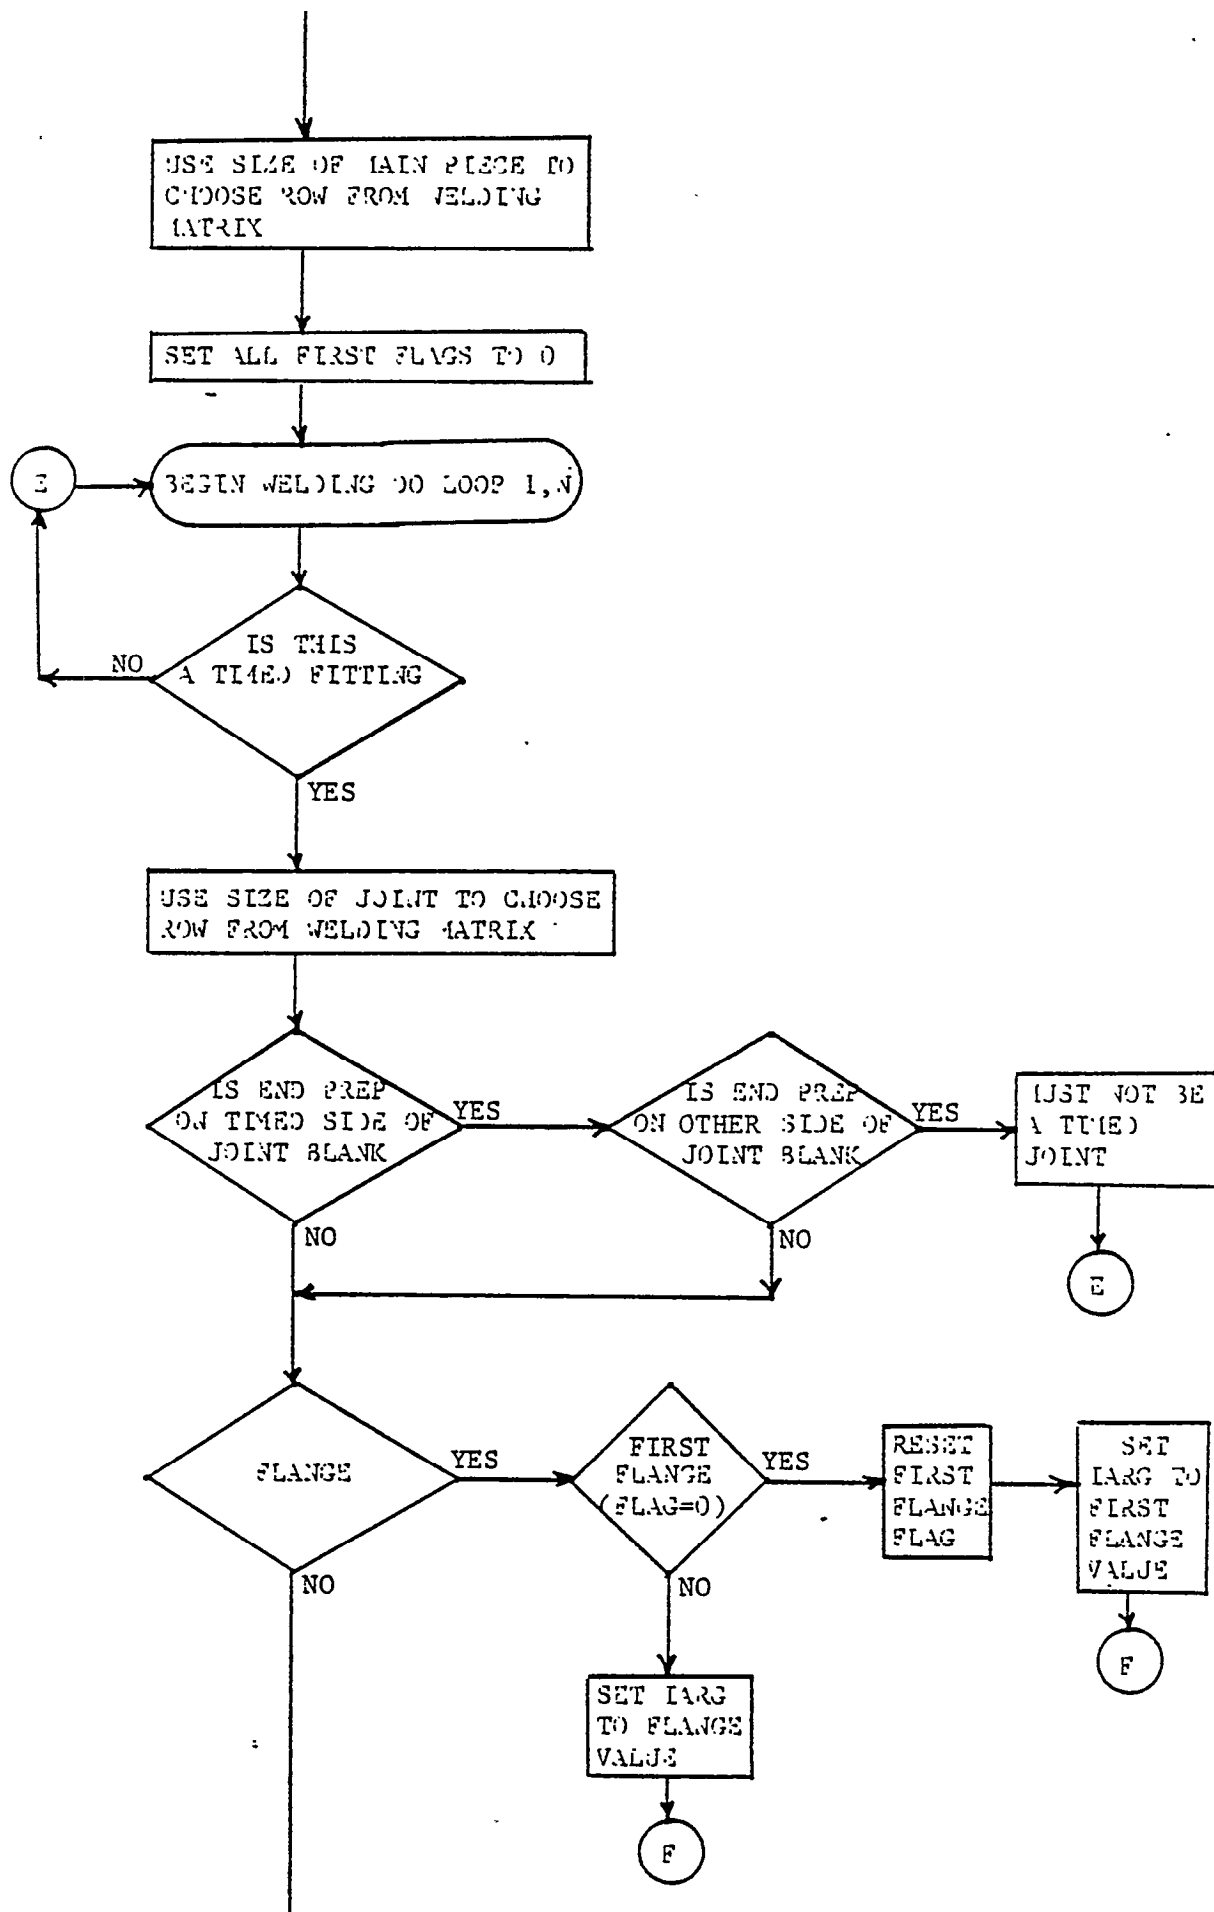 USE SIZE OF MAIN PIECE TO
CHOOSE ROW FROM WELDING
MATRIX
SET ALL FIRST FLAGS TO 0
E
BEGIN WELDING DO LOOP 1,N
IS THIS
A TIMED FITTING
NO
YES
USE SIZE OF JOINT TO CHOOSE
ROW FROM WELDING MATRIX
IS END PREP
ON TIMED SIDE OF
JOINT BLANK
YES
NO
IS END PREP
ON OTHER SIDE OF
JOINT BLANK
YES
NO
MUST NOT BE
A TIMED
JOINT
E
FLANGE
YES
NO
FIRST
FLANGE
(FLAG=0)
YES
NO
RESET
FIRST
FLANGE
FLAG
SET
IARG TO
FIRST
FLANGE
VALUE
F
SET IARG
TO FLANGE
VALUE
F